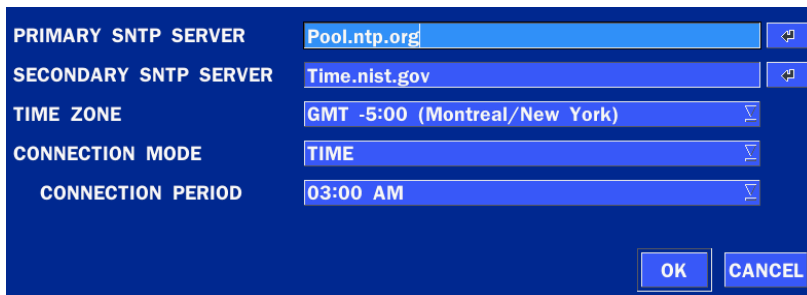 PRIMARY SNTP SERVER Pool.ntp.org
SECONDARY SNTP SERVER Time.nist.gov
TIME ZONE GMT -5:00 (Montreal/New York)
CONNECTION MODE TIME
CONNECTION PERIOD 03:00 AM
OK CANCEL